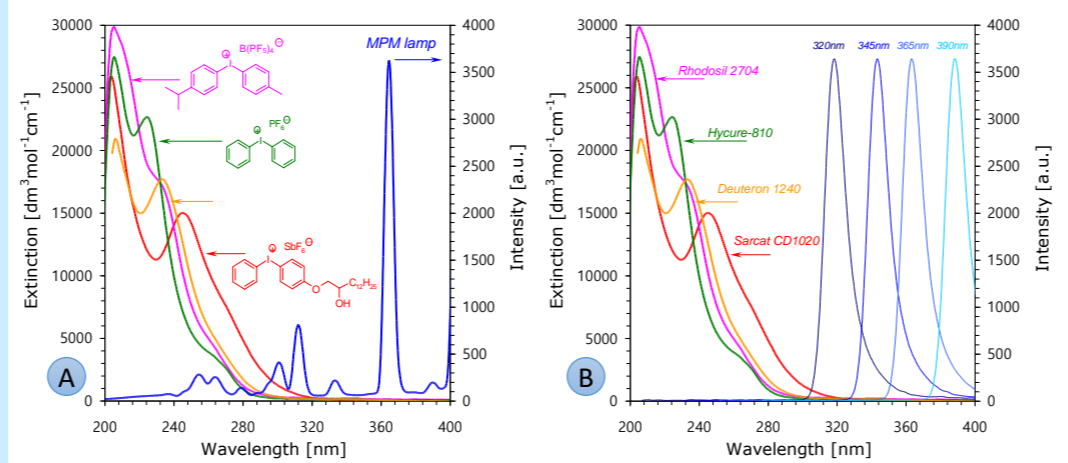 30000
25000
20000
15000
10000
5000
0
Extinction [dm³mol⁻¹cm⁻¹]
200
240
280
320
360
400
Wavelength [nm]
4000
3500
3000
2500
2000
1500
1000
500
0
Intensity [a.u.]
MPM lamp
B(PF₅)₄⊖
⊕
I
PF₆⊖
⊕
I
SbF₆⊖
⊕
I
O
C₁₂H₂₅
OH
A
30000
25000
20000
15000
10000
5000
0
Extinction [dm³mol⁻¹cm⁻¹]
200
240
280
320
360
400
Wavelength [nm]
4000
3500
3000
2500
2000
1500
1000
500
0
Intensity [a.u.]
320nm 345nm 365nm 390nm
Rhodosil 2704
Hycure-810
Deuteron 1240
Sarcat CD1020
B